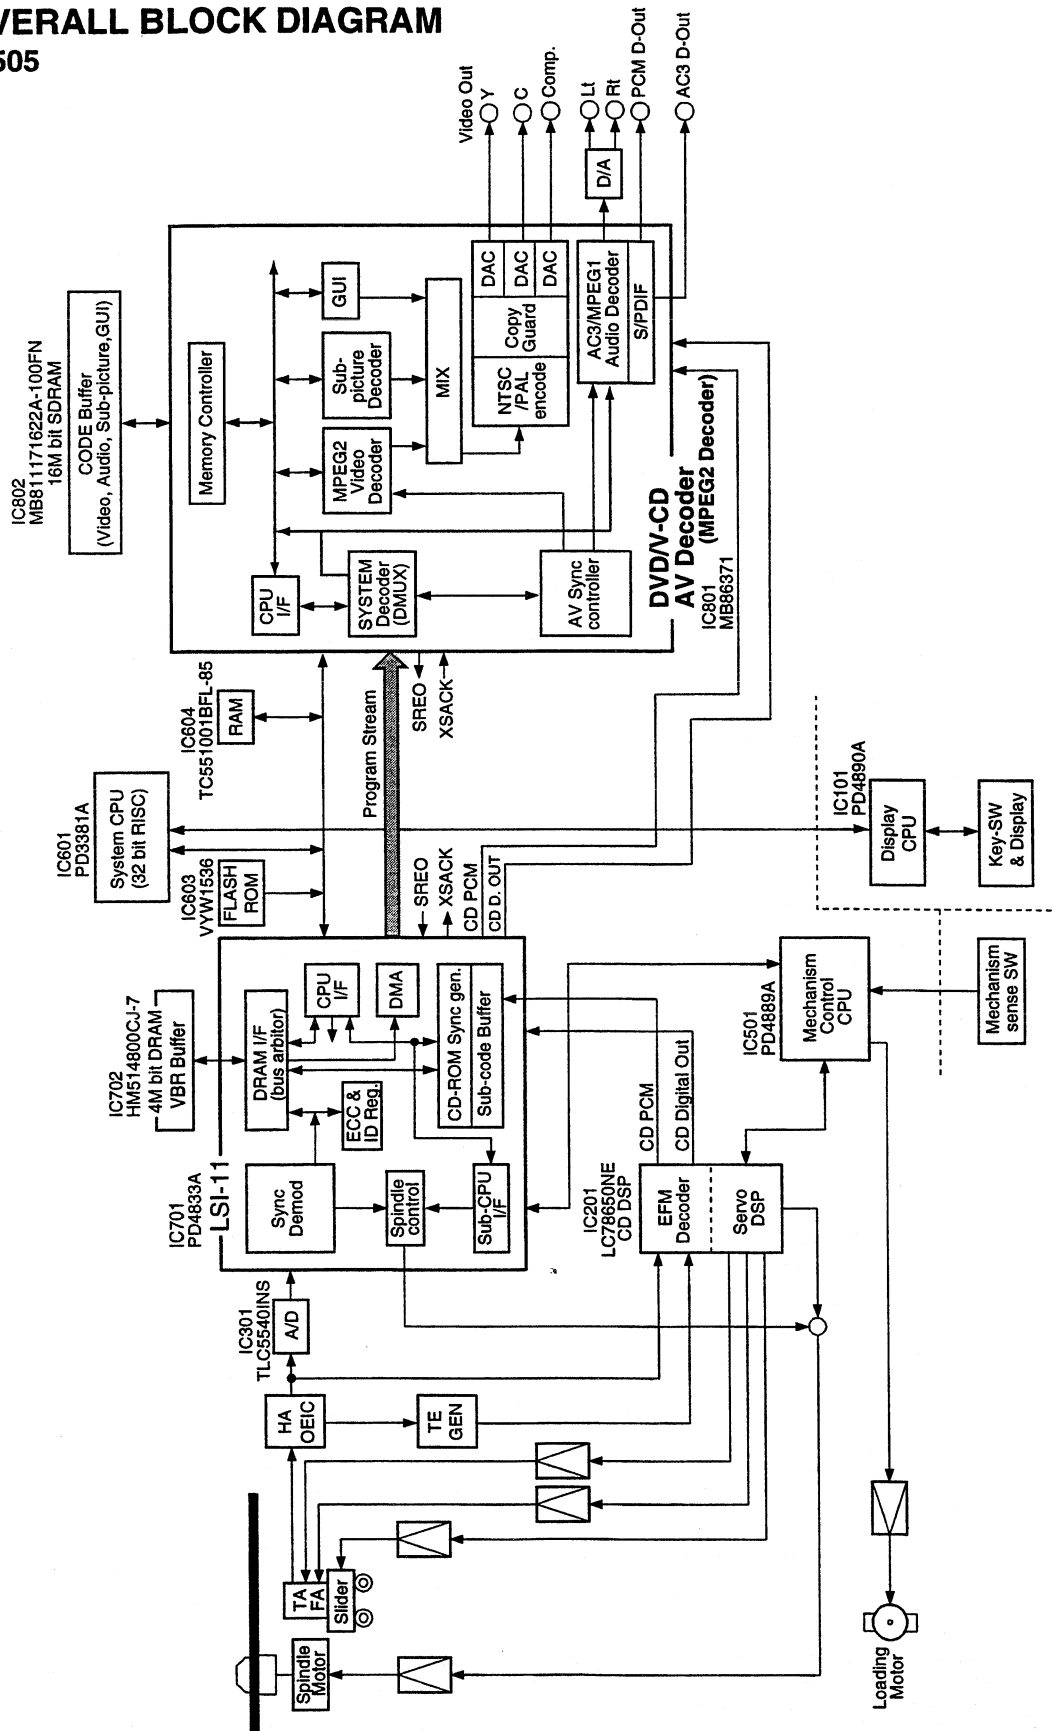 VERALL BLOCK DIAGRAM
505
Video Out
Y
C
Comp.
Lt
Rt
PCM D-Out
AC3 D-Out
D/A
IC802
MB811171622A-100FN
16M bit SDRAM
CODE Buffer
(Video, Audio, Sub-picture,GUI)
Memory Controller
GUI
Sub-
picture
Decoder
MPEG2
Video
Decoder
MIX
DAC
DAC
DAC
Copy
Guard
NTSC
/PAL
encode
AC3/MPEG1
Audio Decoder
S/PDIF
CPU
I/F
SYSTEM
Decoder
(DMUX)
AV Sync
controller
DVD/V-CD
AV Decoder
(MPEG2 Decoder)
IC801
MB86371
IC604
TC551001BFL-85
RAM
Program Stream
SREO
XSACK
IC601
PD3381A
System CPU
(32 bit RISC)
IC603
VYW1536
FLASH
ROM
SREO
XSACK
CD PCM
CD D. OUT
IC101
PD4890A
Display
CPU
Key-SW
& Display
IC702
HM514800CJ-7
4M bit DRAM
VBR Buffer
DRAM I/F
(bus arbitor)
CPU
I/F
DMA
CD-ROM Sync gen.
Sub-code Buffer
ECC &
ID Reg.
IC701
PD4833A
LSI-11
Sync
Demod
Spindle
control
Sub-CPU
I/F
IC501
PD4889A
Mechanism
Control
CPU
Mechanism
sense SW
CD PCM
CD Digital Out
IC201
LC78650NE
CD DSP
EFM
Decoder
Servo
DSP
IC301
TLC5540INS
A/D
HA
OEIC
TE
GEN
TA
FA
Slider
Spindle
Motor
Loading
Motor